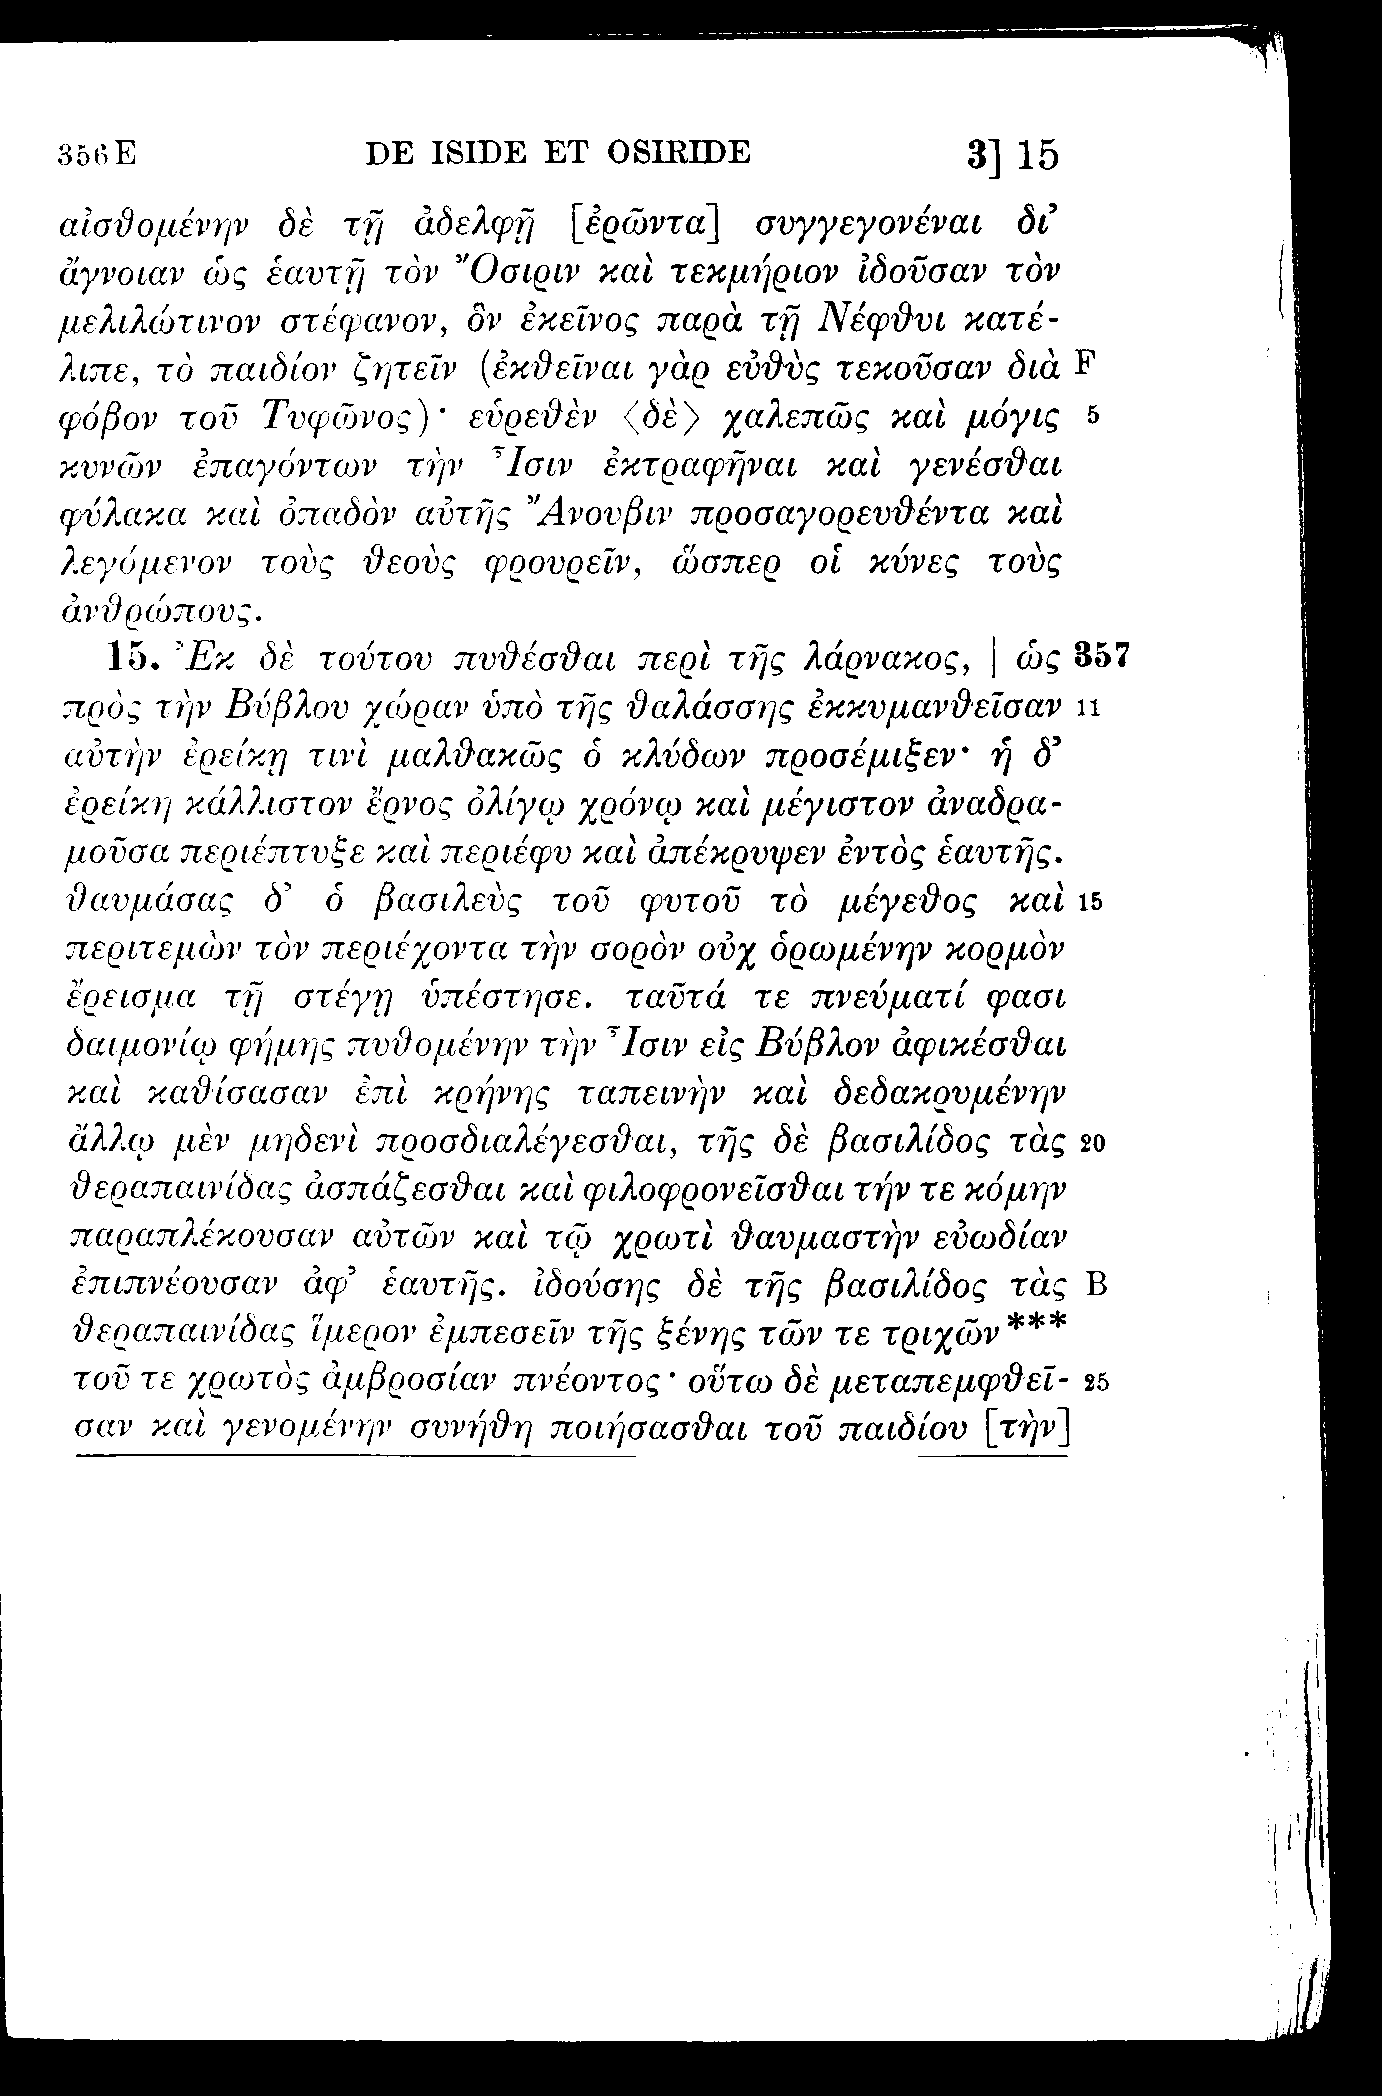 356 E DE ISIDE ET OSIRIDE 3] 15
αἰσθομένην δὲ τῇ ἀδελφῇ [ἐρῶντα] συγγεγονέναι δι’
ἄγνοιαν ὡς ἑαυτῇ τὸν Ὄσιριν καὶ τεκμήριον ἰδοῦσαν τὸν
μελιλώτινον στέφανον, ὃν ἐκεῖνος παρὰ τῇ Νέφθυι κατέ-
λιπε, τὸ παιδίον ζητεῖν (ἐκθεῖναι γὰρ εὐθὺς τεκοῦσαν διὰ F
φόβον τοῦ Τυφῶνος)· εὑρεθὲν ⟨δὲ⟩ χαλεπῶς καὶ μόγις 5
κυνῶν ἐπαγόντων τὴν Ἶσιν ἐκτραφῆναι καὶ γενέσθαι
φύλακα καὶ ὀπαδὸν αὐτῆς Ἄνουβιν προσαγορευθέντα καὶ
λεγόμενον τοὺς θεοὺς φρουρεῖν, ὥσπερ οἱ κύνες τοὺς
ἀνθρώπους.
15. Ἐκ δὲ τούτου πυθέσθαι περὶ τῆς λάρνακος, | ὡς 357
πρὸς τὴν Βύβλου χώραν ὑπὸ τῆς θαλάσσης ἐκκυμανθεῖσαν 11
αὐτὴν ἐρείκῃ τινὶ μαλθακῶς ὁ κλύδων προσέμιξεν· ἡ δ’
ἐρείκη κάλλιστον ἔρνος ὀλίγῳ χρόνῳ καὶ μέγιστον ἀναδρα-
μοῦσα περιέπτυξε καὶ περιέφυ καὶ ἀπέκρυψεν ἐντὸς ἑαυτῆς.
θαυμάσας δ’ ὁ βασιλεὺς τοῦ φυτοῦ τὸ μέγεθος καὶ 15
περιτεμὼν τὸν περιέχοντα τὴν σορὸν οὐχ ὁρωμένην κορμὸν
ἔρεισμα τῇ στέγῃ ὑπέστησε. ταῦτά τε πνεύματί φασι
δαιμονίῳ φήμης πυθομένην τὴν Ἶσιν εἰς Βύβλον ἀφικέσθαι
καὶ καθίσασαν ἐπὶ κρήνης ταπεινὴν καὶ δεδακρυμένην
ἄλλῳ μὲν μηδενὶ προσδιαλέγεσθαι, τῆς δὲ βασιλίδος τὰς 20
θεραπαινίδας ἀσπάζεσθαι καὶ φιλοφρονεῖσθαι τήν τε κόμην
παραπλέκουσαν αὐτῶν καὶ τῷ χρωτὶ θαυμαστὴν εὐωδίαν
ἐπιπνέουσαν ἀφ’ ἑαυτῆς. ἰδούσης δὲ τῆς βασιλίδος τὰς B
θεραπαινίδας ἵμερον ἐμπεσεῖν τῆς ξένης τῶν τε τριχῶν***
τοῦ τε χρωτὸς ἀμβροσίαν πνέοντος· οὕτω δὲ μεταπεμφθεῖ- 25
σαν καὶ γενομένην συνήθη ποιήσασθαι τοῦ παιδίου [τὴν]